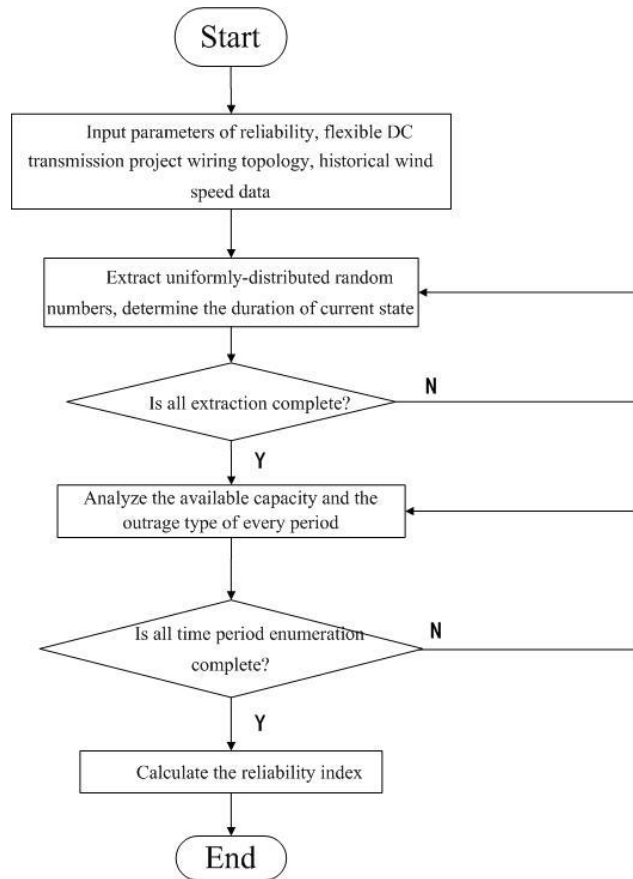 Start
Input parameters of reliability, flexible DC
transmission project wiring topology, historical wind
speed data
Extract uniformly-distributed random
numbers, determine the duration of current state
Is all extraction complete?
N
Y
Analyze the available capacity and the
outrage type of every period
Is all time period enumeration
complete?
N
Y
Calculate the reliability index
End